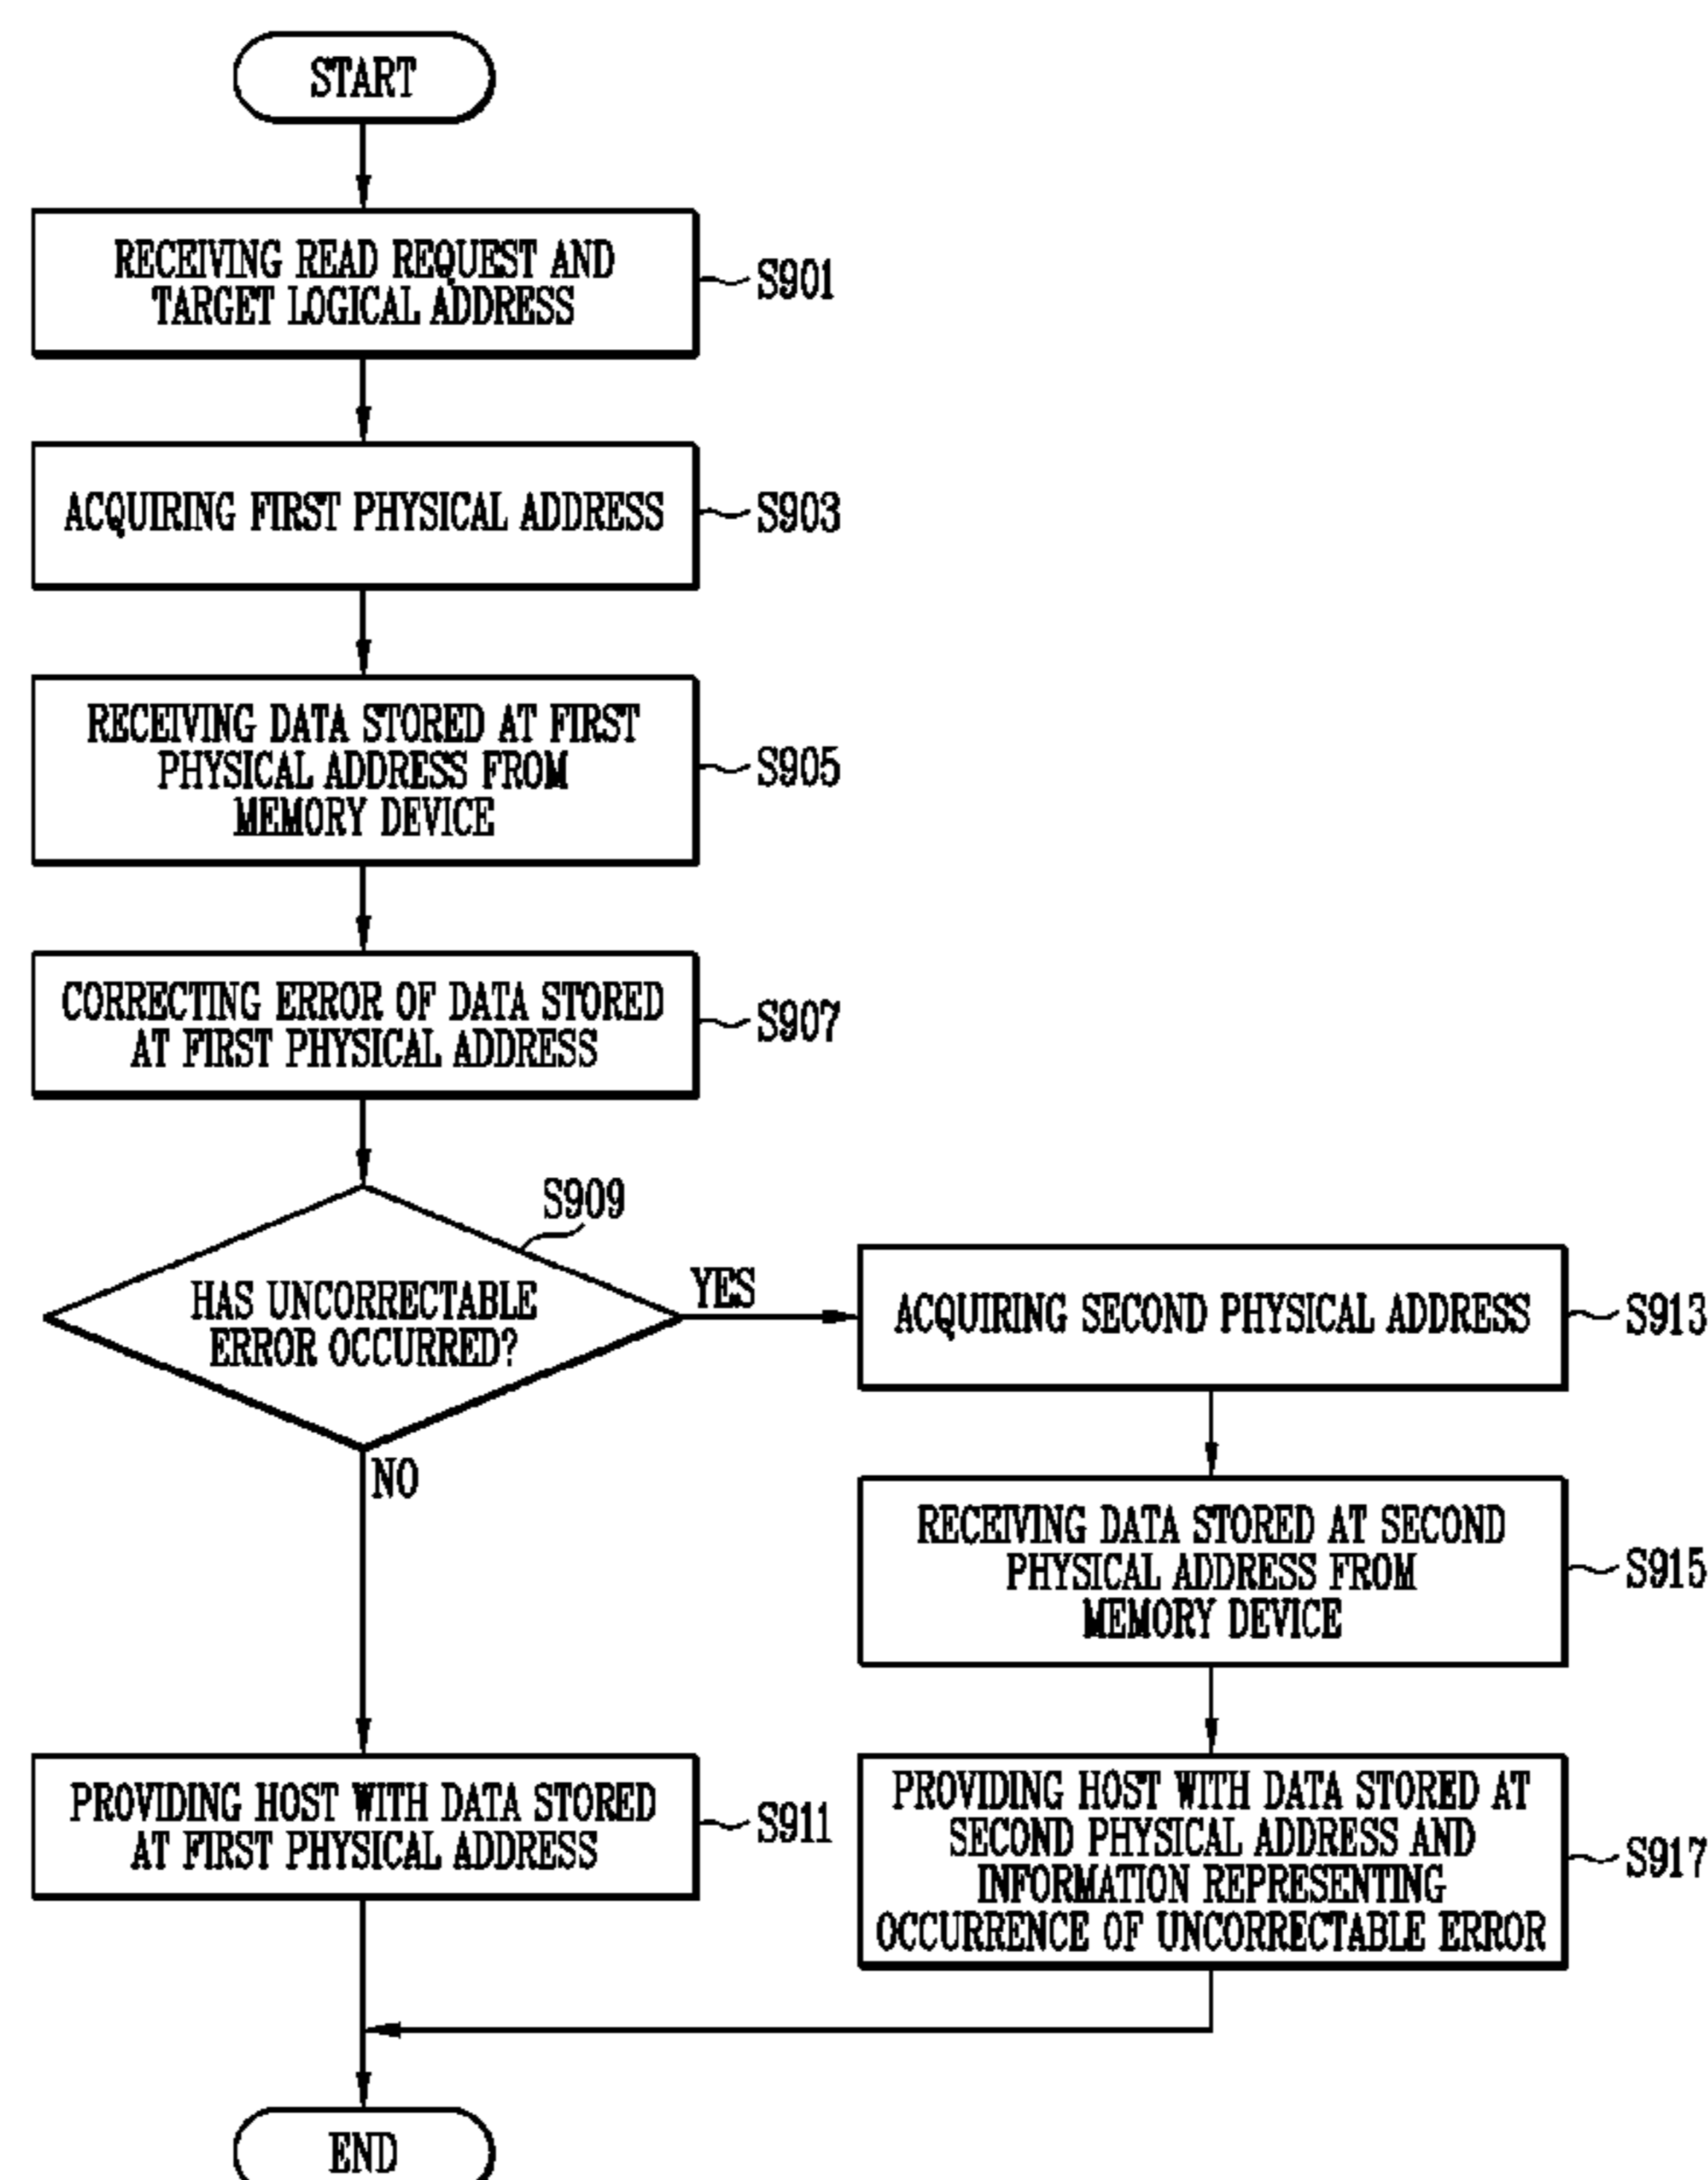 START
RECEIVING READ REQUEST AND
TARGET LOGICAL ADDRESS
S901
ACQUIRING FIRST PHYSICAL ADDRESS
S903
RECEIVING DATA STORED AT FIRST
PHYSICAL ADDRESS FROM
MEMORY DEVICE
S905
CORRECTING ERROR OF DATA STORED
AT FIRST PHYSICAL ADDRESS
S907
S909
HAS UNCORRECTABLE
ERROR OCCURRED?
YES
NO
ACQUIRING SECOND PHYSICAL ADDRESS
S913
RECEIVING DATA STORED AT SECOND
PHYSICAL ADDRESS FROM
MEMORY DEVICE
S915
PROVIDING HOST WITH DATA STORED
AT FIRST PHYSICAL ADDRESS
S911
PROVIDING HOST WITH DATA STORED AT
SECOND PHYSICAL ADDRESS AND
INFORMATION REPRESENTING
OCCURRENCE OF UNCORRECTABLE ERROR
S917
END